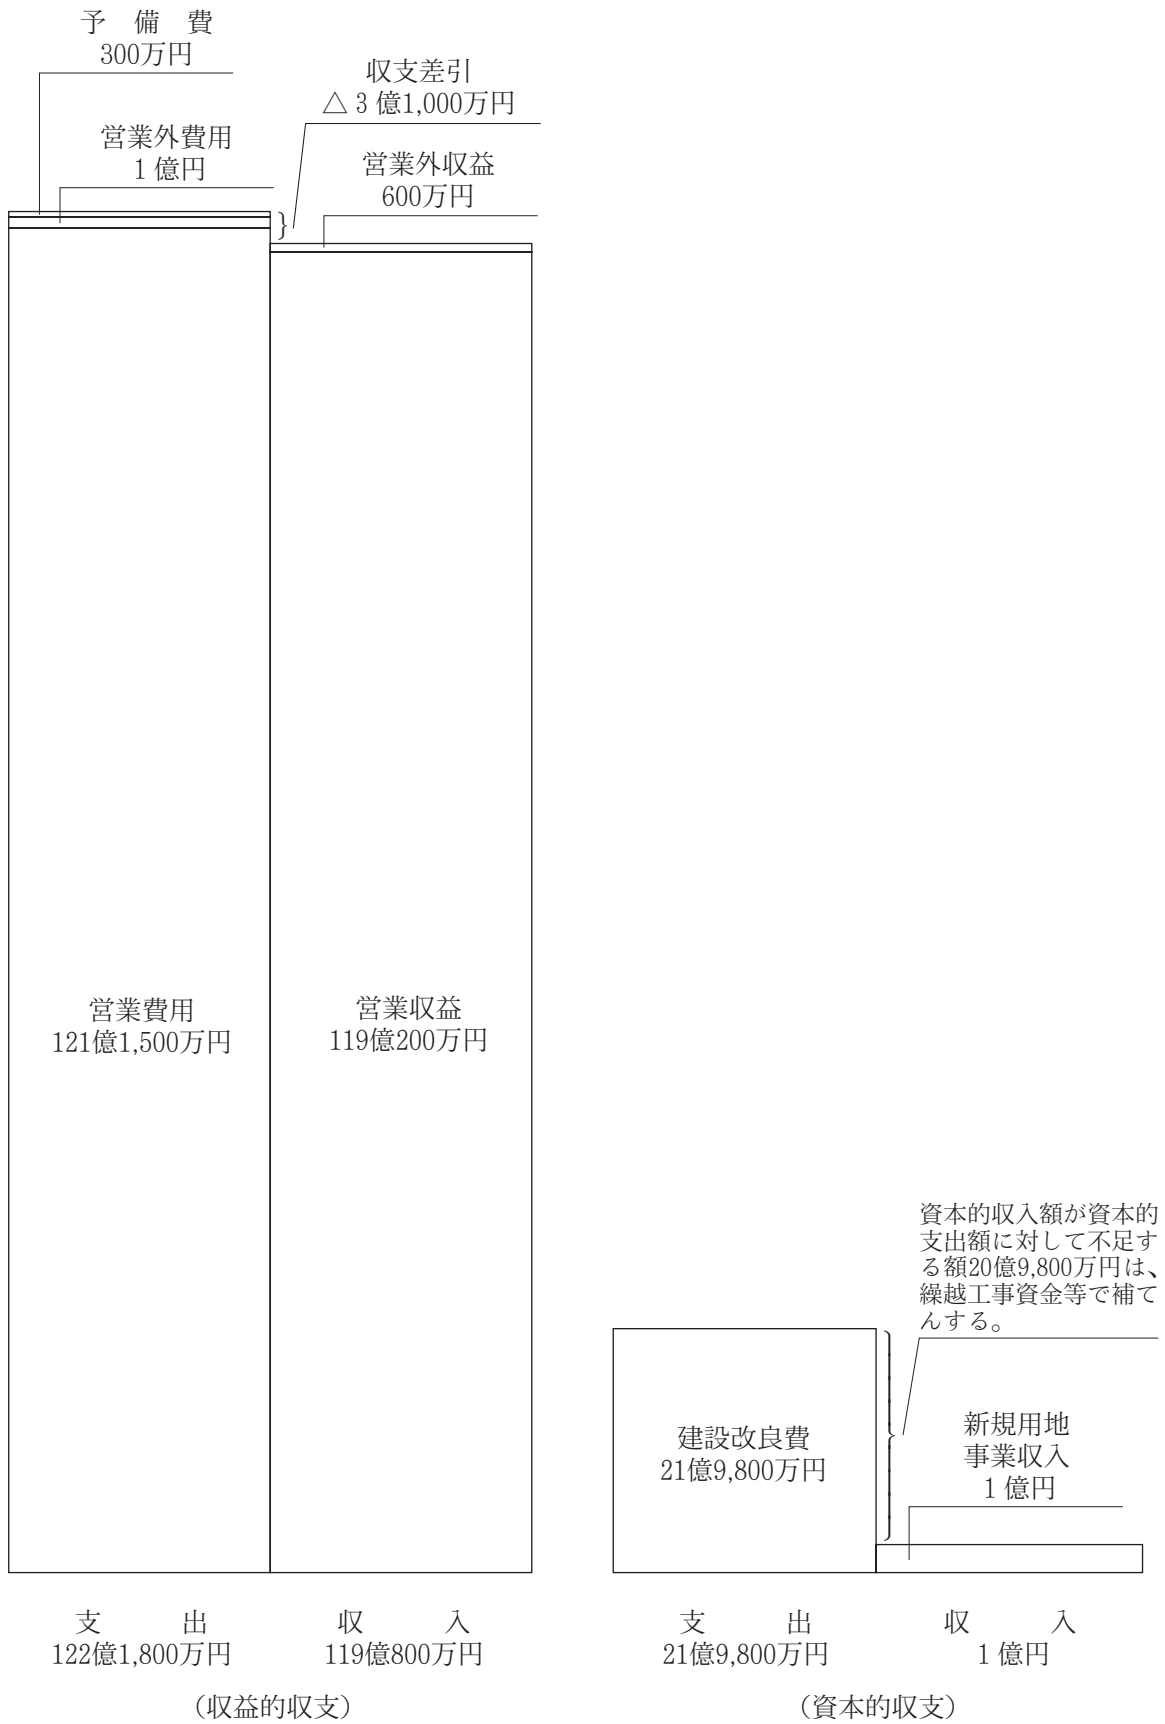 予備費
300万円
収支差引
△3億1,000万円
営業外費用
1億円
営業外収益
600万円
営業費用
121億1,500万円
営業収益
119億200万円
資本的収入額が資本的
支出額に対して不足す
る額20億9,800万円は、
繰越工事資金等で補て
んする。
建設改良費
21億9,800万円
新規用地
事業収入
1億円
支出
122億1,800万円
収入
119億800万円
支出
21億9,800万円
収入
1億円
（収益的収支）
（資本的収支）